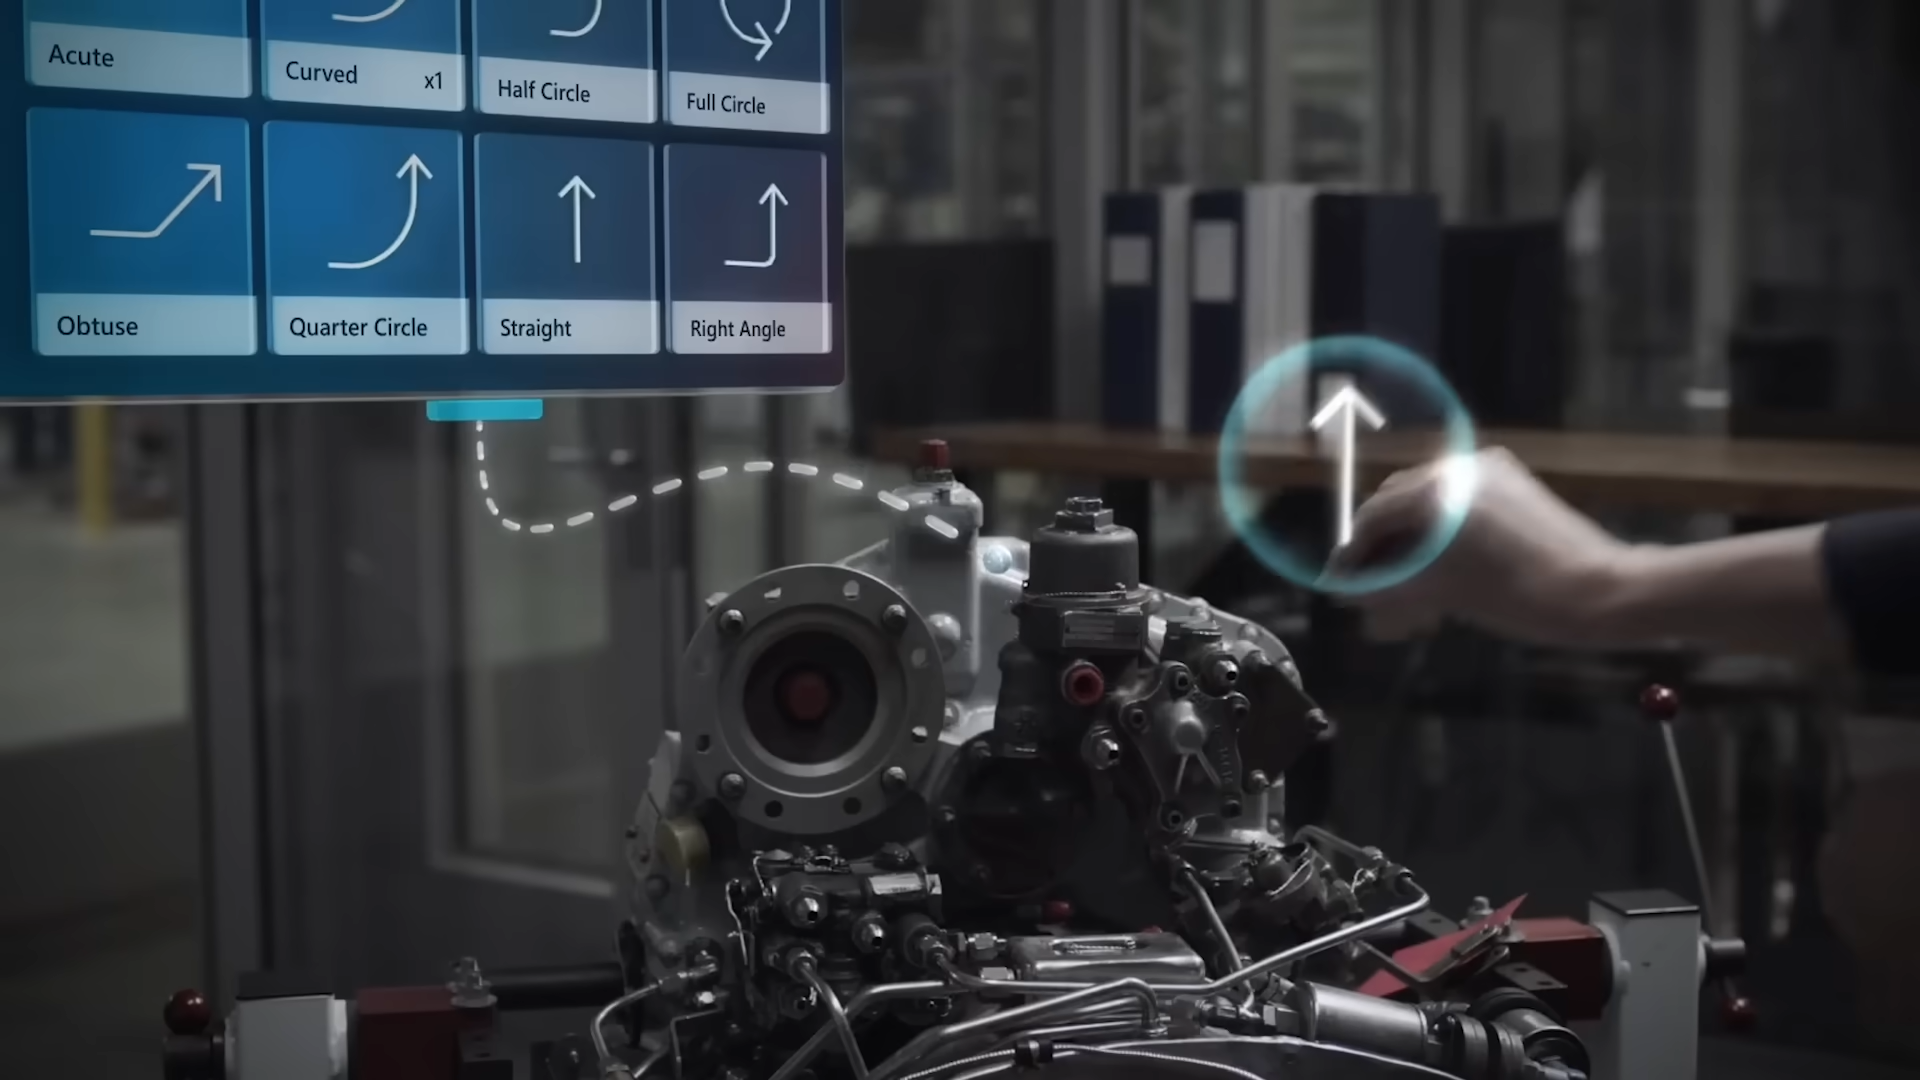 Acute
Curved x1
Half Circle
Full Circle
Obtuse
Quarter Circle
Straight
Right Angle